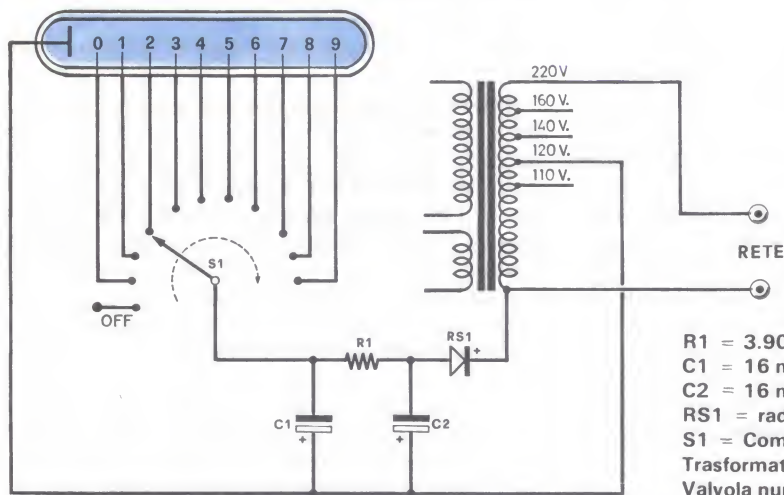 0 1 2 3 4 5 6 7 8 9
220V
160 V.
140 V.
120 V.
110 V.
S1
RETE
OFF
R1
RS1
+
C1
+
C2
+
R1 = 3.90
C1 = 16 m
C2 = 16 m
RS1 = rad
S1 = Com
Trasformat
Valvola nur